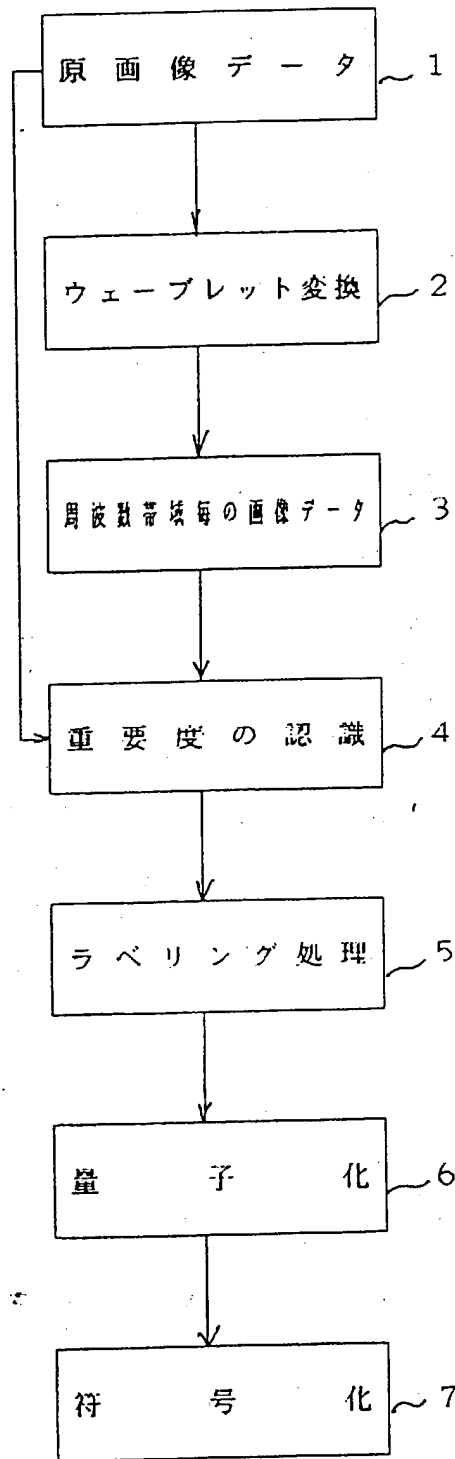 原画像データ 1
ウェーブレット変換 2
周波数帯域毎の画像データ 3
重要度の認識 4
ラベリング処理 5
量子化 6
符号化 7